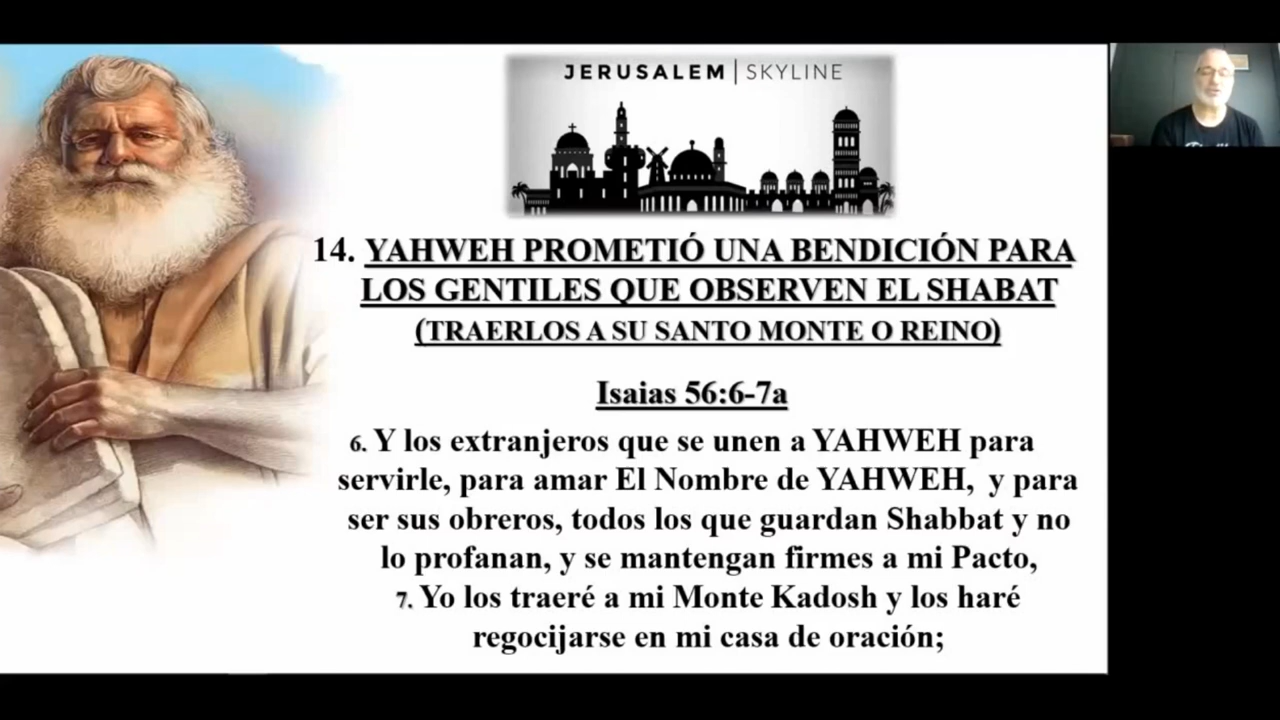 JERUSALEM | SKYLINE
14. YAHWEH PROMETIÓ UNA BENDICIÓN PARA
LOS GENTILES QUE OBSERVEN EL SHABAT
(TRAERLOS A SU SANTO MONTE O REINO)
Isaias 56:6-7a
6. Y los extranjeros que se unen a YAHWEH para
servirle, para amar El Nombre de YAHWEH, y para
ser sus obreros, todos los que guardan Shabbat y no
lo profanan, y se mantengan firmes a mi Pacto,
7. Yo los traeré a mi Monte Kadosh y los haré
regocijarse en mi casa de oración;